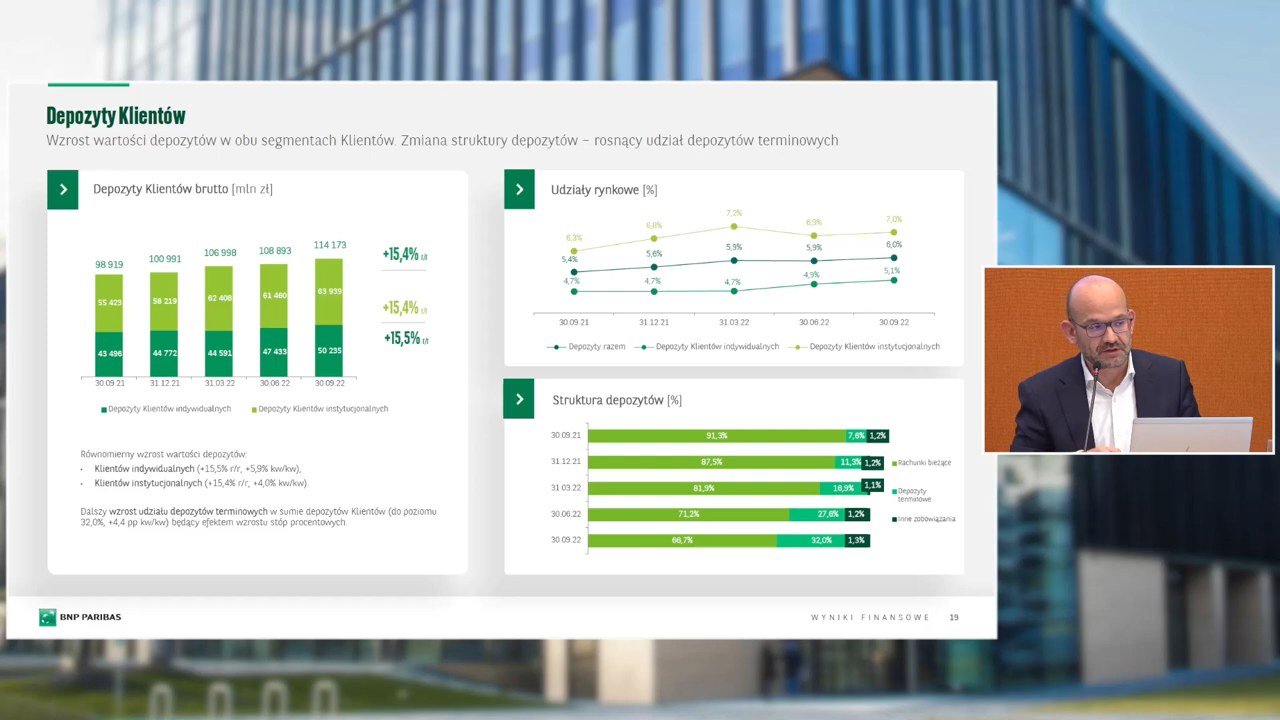 Depozyty Klientów
Wzrost wartości depozytów w obu segmentach Klientów. Zmiana struktury depozytów – rosnący udział depozytów terminowych
Depozyty Klientów brutto [mln zł]
98 919
100 991
106 998
108 893
114 173
55 423
56 219
62 408
61 460
63 939
43 496
44 772
44 591
47 433
50 235
30.09.21
31.12.21
31.03.22
30.06.22
30.09.22
+15,4% r/r
+15,4% r/r
+15,5% r/r
Depozyty Klientów indywidualnych
Depozyty Klientów instytucjonalnych
Równomierny wzrost wartości depozytów:
• Klientów indywidualnych (+15,5% r/r, +5,9% kw/kw),
• Klientów instytucjonalnych (+15,4% r/r, +4,0% kw/kw).
Dalszy wzrost udziału depozytów terminowych w sumie depozytów Klientów (do poziomu
32,0%, +4,4 pp kw/kw) będący efektem wzrostu stóp procentowych.
Udziały rynkowe [%]
6,3%
6,8%
7,2%
6,9%
7,0%
5,4%
5,6%
5,9%
5,9%
6,0%
4,7%
4,7%
4,7%
4,9%
5,1%
30.09.21
31.12.21
31.03.22
30.06.22
30.09.22
Depozyty razem
Depozyty Klientów indywidualnych
Depozyty Klientów instytucjonalnych
Struktura depozytów [%]
30.09.21 91,3% 7,6% 1,2%
31.12.21 87,5% 11,3% 1,2%
31.03.22 81,9% 16,9% 1,1%
30.06.22 71,2% 27,6% 1,2%
30.09.22 66,7% 32,0% 1,3%
Rachunki bieżące
Depozyty
terminowe
Inne zobowiązania
BNP PARIBAS
WYNIKI FINANSOWE 19